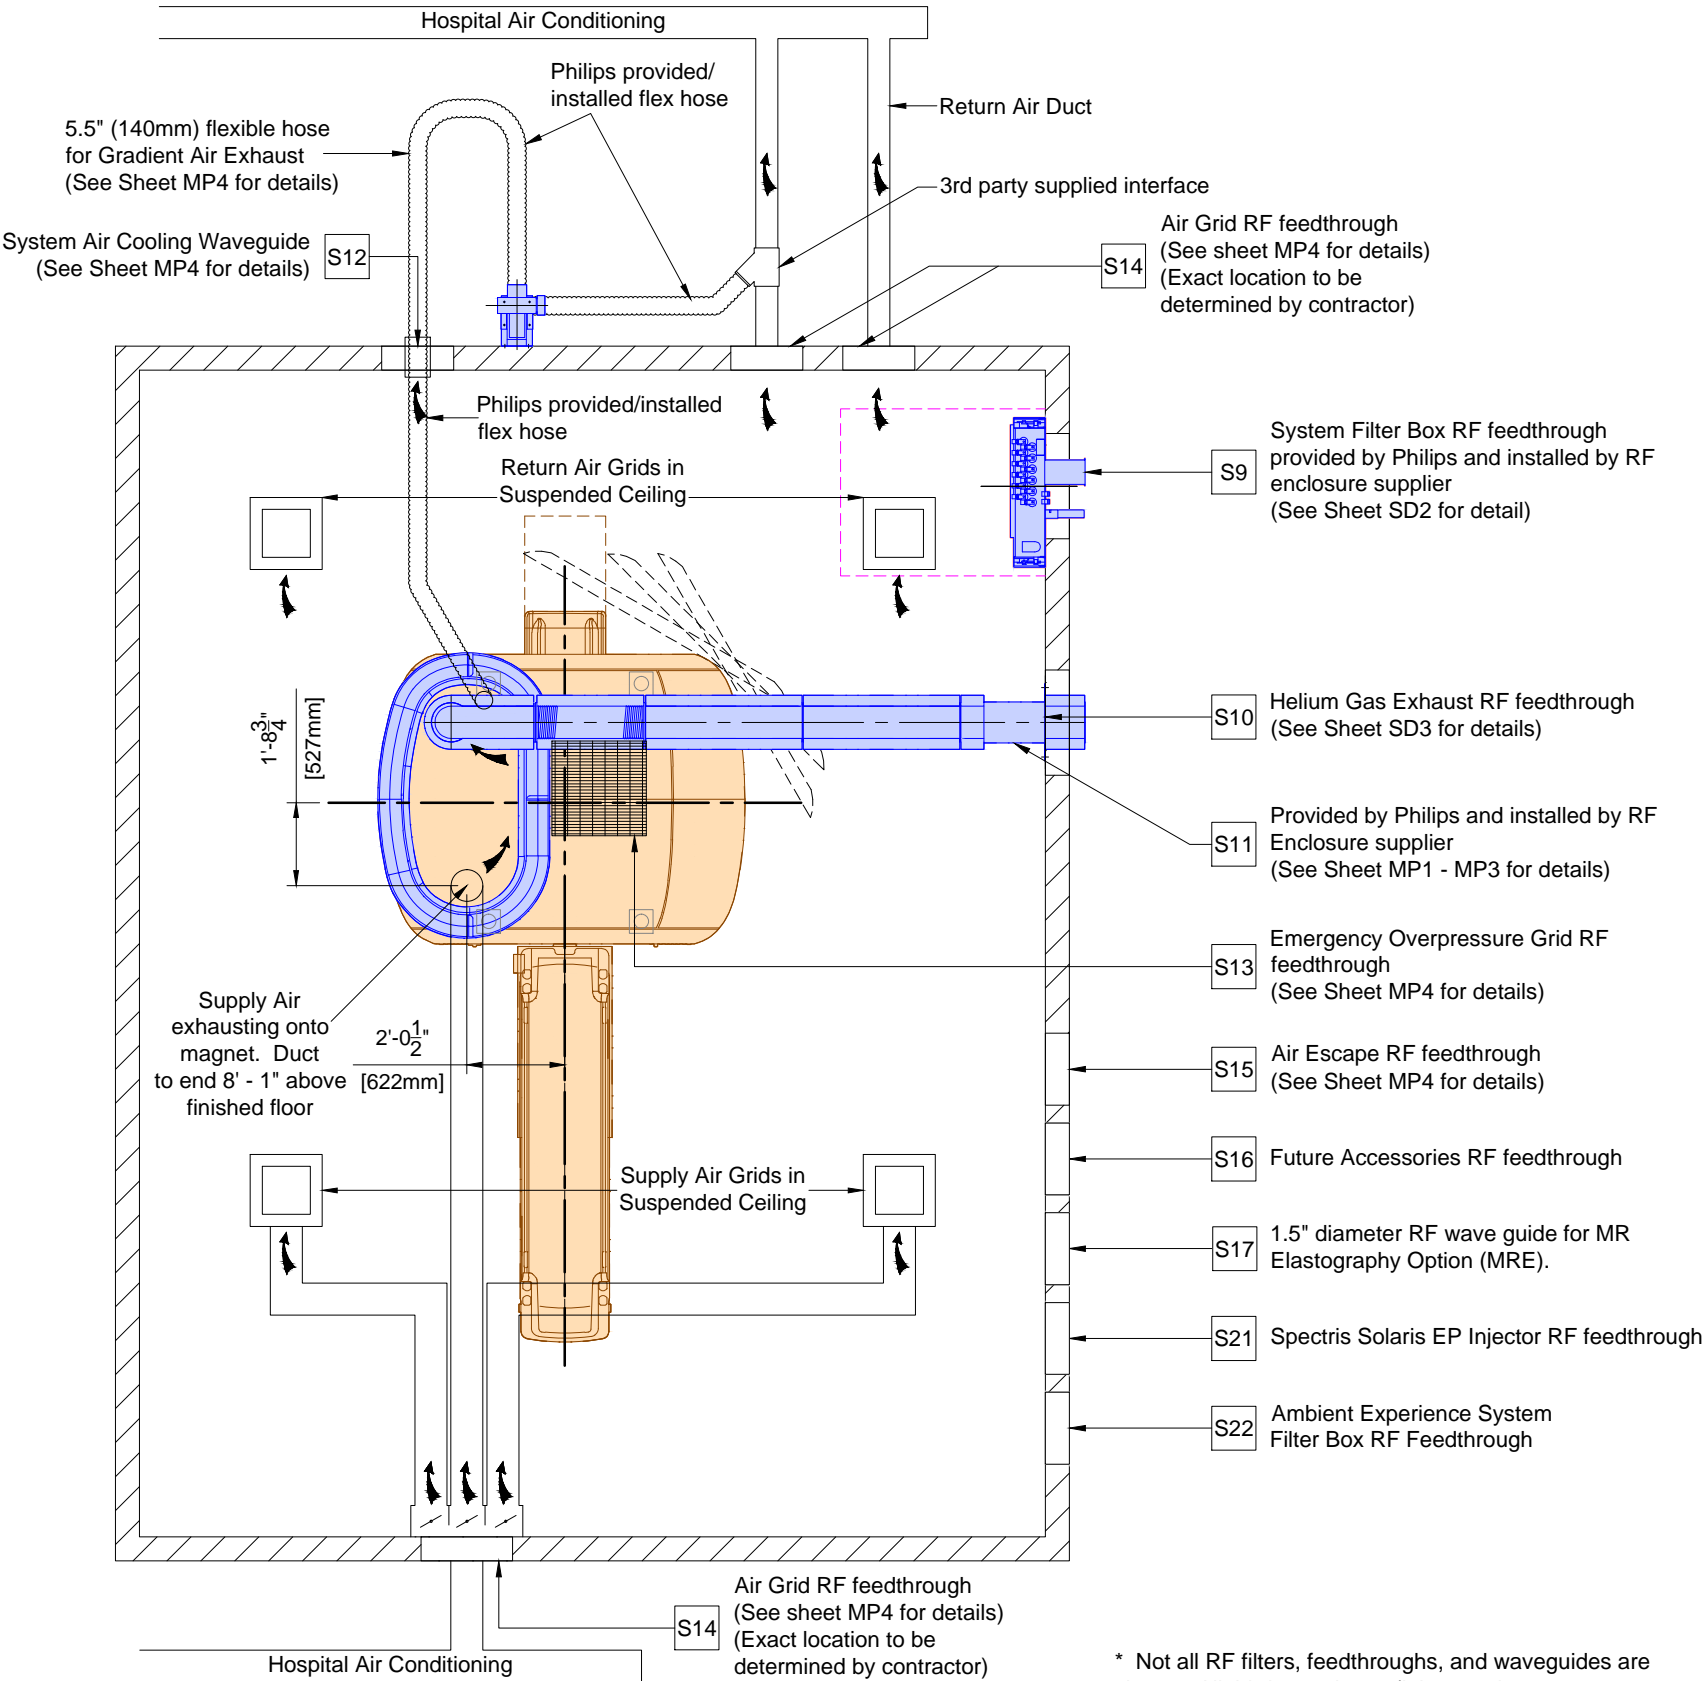 Hospital Air Conditioning
Philips provided/
installed flex hose
Return Air Duct
5.5" (140mm) flexible hose
for Gradient Air Exhaust
(See Sheet MP4 for details)
3rd party supplied interface
System Air Cooling Waveguide
(See Sheet MP4 for details)
S12
S14
Air Grid RF feedthrough
(See sheet MP4 for details)
(Exact location to be
determined by contractor)
Philips provided/installed
flex hose
Return Air Grids in
Suspended Ceiling
S9
System Filter Box RF feedthrough
provided by Philips and installed by RF
enclosure supplier
(See Sheet SD2 for detail)
S10
Helium Gas Exhaust RF feedthrough
(See Sheet SD3 for details)
1'-8 3/4"
[527mm]
S11
Provided by Philips and installed by RF
Enclosure supplier
(See Sheet MP1 - MP3 for details)
S13
Emergency Overpressure Grid RF
feedthrough
(See Sheet MP4 for details)
Supply Air
exhausting onto
magnet. Duct
to end 8' - 1" above
finished floor
2'-0 1/2"
[622mm]
S15
Air Escape RF feedthrough
(See Sheet MP4 for details)
S16
Future Accessories RF feedthrough
Supply Air Grids in
Suspended Ceiling
S17
1.5" diameter RF wave guide for MR
Elastography Option (MRE).
S21
Spectris Solaris EP Injector RF feedthrough
S22
Ambient Experience System
Filter Box RF Feedthrough
S14
Air Grid RF feedthrough
(See sheet MP4 for details)
(Exact location to be
determined by contractor)
Hospital Air Conditioning
* Not all RF filters, feedthroughs, and waveguides are